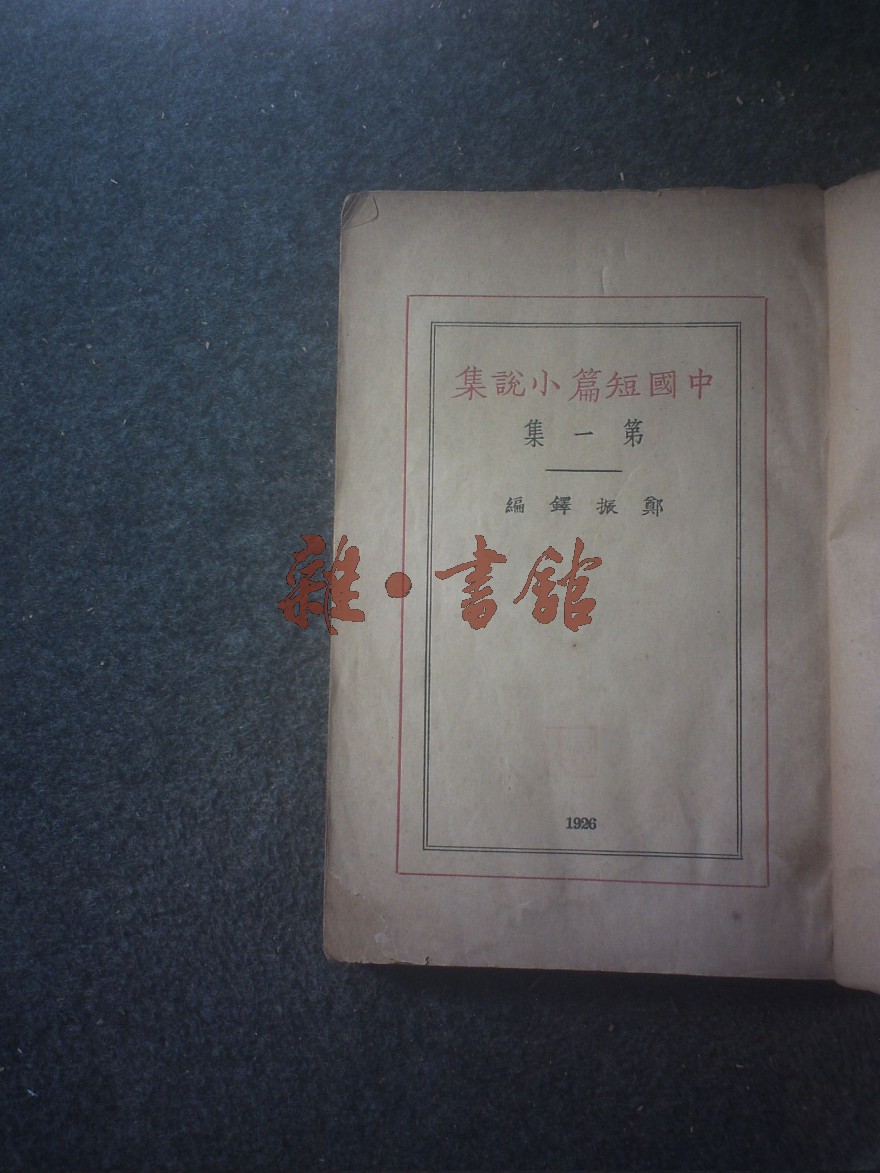 中國短篇小說集
第一集
鄭振鐸編
雜·書館
1926